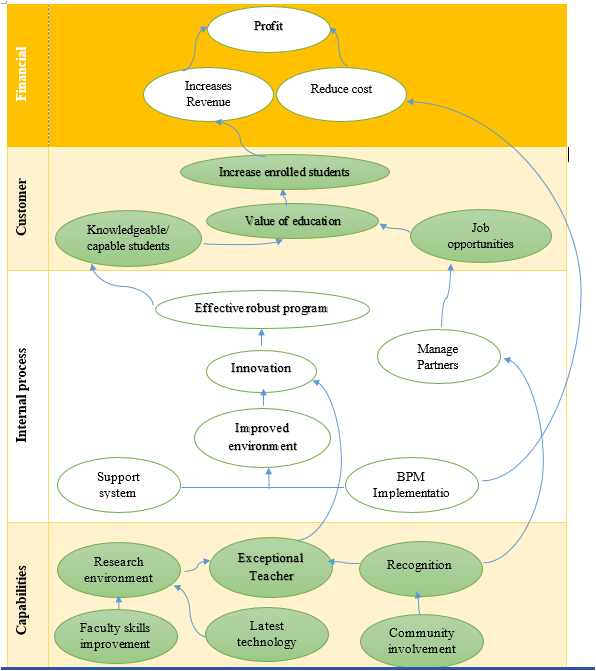 Financial
Profit
Increases
Revenue
Reduce cost
Customer
Increase enrolled students
Value of education
Knowledgeable/
capable students
Job
opportunities
Internal process
Effective robust program
Innovation
Manage
Partners
Improved
environment
Support
system
BPM
Implementatio
Capabilities
Research
environment
Exceptional
Teacher
Recognition
Faculty skills
improvement
Latest
technology
Community
involvement